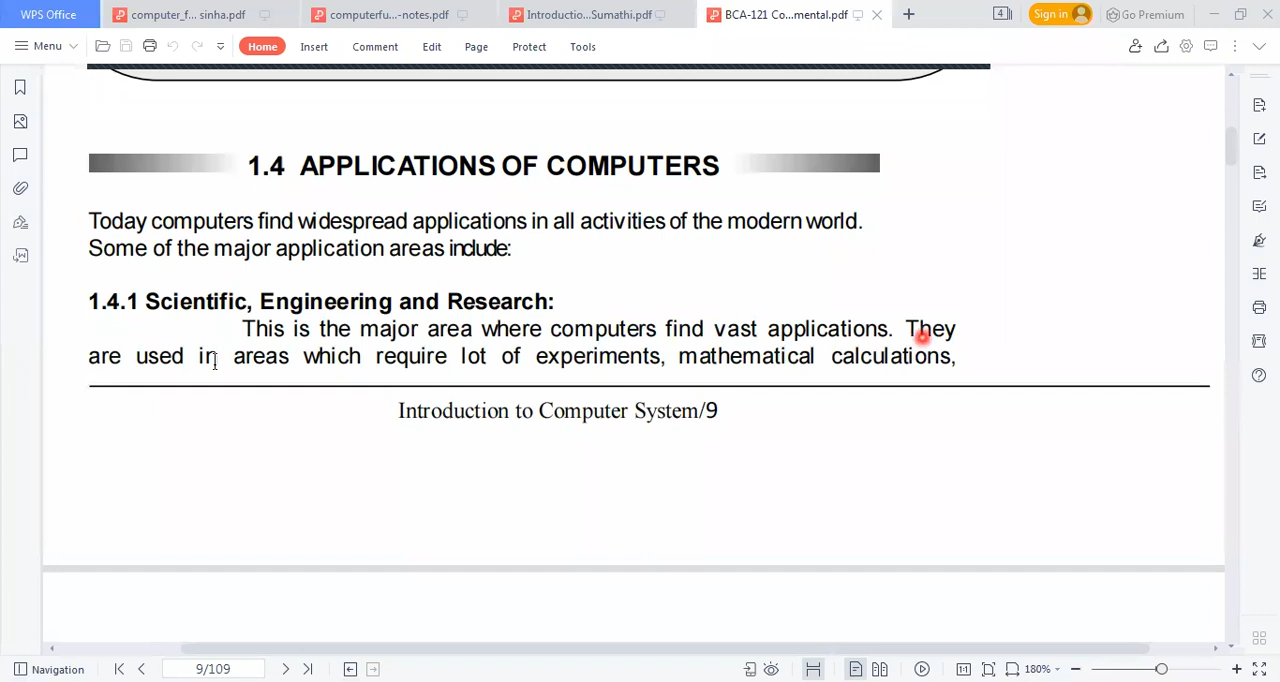 WPS Office
computer_f... sinha.pdf
computerfu...-notes.pdf
Introductio...Sumathi.pdf
BCA-121 Co...mental.pdf
4
Sign in
Go Premium
Menu
Home
Insert
Comment
Edit
Page
Protect
Tools
1.4 APPLICATIONS OF COMPUTERS
Today computers find widespread applications in all activities of the modern world.
Some of the major application areas include:
1.4.1 Scientific, Engineering and Research:
This is the major area where computers find vast applications. They
are used in areas which require lot of experiments, mathematical calculations,
Introduction to Computer System/9
Navigation
9/109
1:1
180%